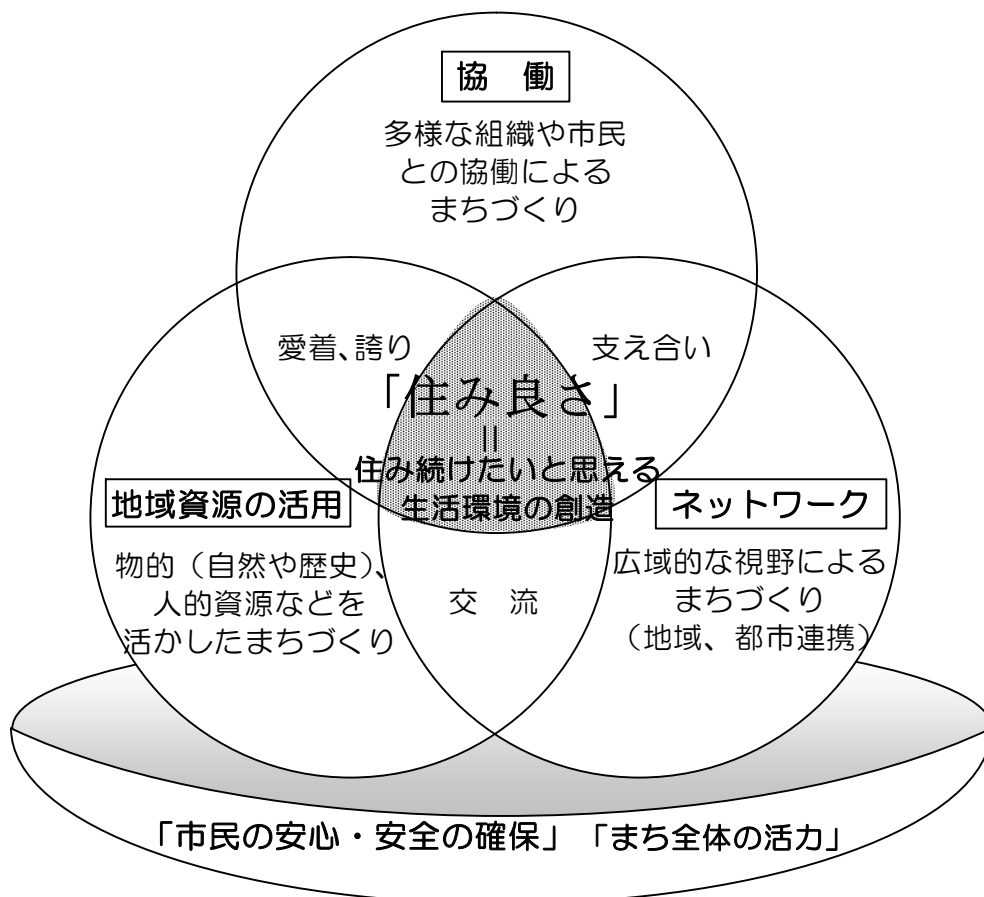 協　働
多様な組織や市民
との協働による
まちづくり
愛着、誇り
支え合い
「住み良さ」
＝
住み続けたいと思える
生活環境の創造
地域資源の活用
物的（自然や歴史）、
人的資源などを
活かしたまちづくり
交　流
ネットワーク
広域的な視野による
まちづくり
（地域、都市連携）
「市民の安心・安全の確保」「まち全体の活力」